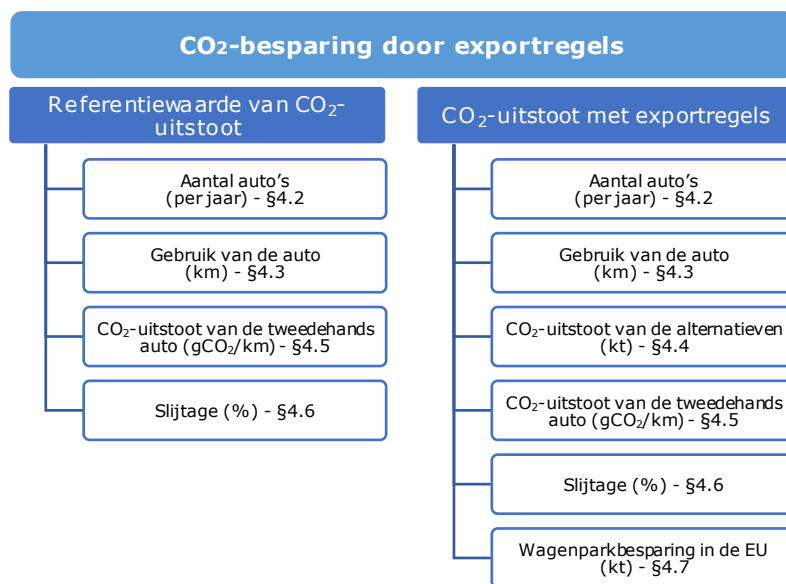 CO₂-besparing door exportregels
Referentiewaarde van CO₂-
uitstoot
Aantal auto's
(per jaar) - §4.2
Gebruik van de auto
(km) - §4.3
CO₂-uitstoot van de tweedehands
auto (gCO₂/km) - §4.5
Slijtage (%) - §4.6
CO₂-uitstoot met exportregels
Aantal auto's
(per jaar) - §4.2
Gebruik van de auto
(km) - §4.3
CO₂-uitstoot van de alternatieven
(kt) - §4.4
CO₂-uitstoot van de tweedehands
auto (gCO₂/km) - §4.5
Slijtage (%) - §4.6
Wagenparkbesparing in de EU
(kt) - §4.7